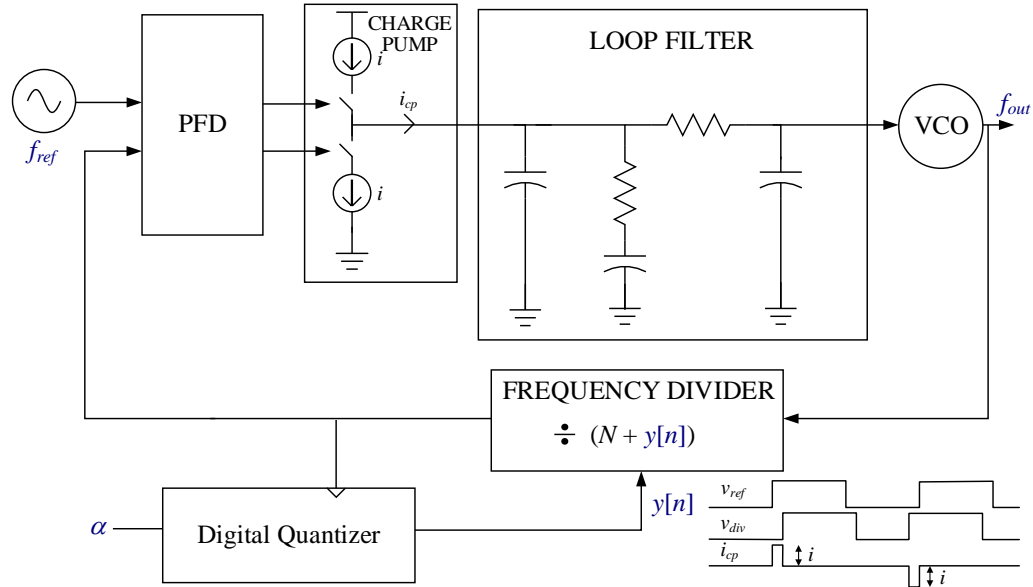 CHARGE
PUMP
LOOP FILTER
i
i_cp
PFD
VCO
f_out
f_ref
i
FREQUENCY DIVIDER
÷ (N + y[n])
α
Digital Quantizer
y[n]
v_ref
v_div
i_cp
i
i